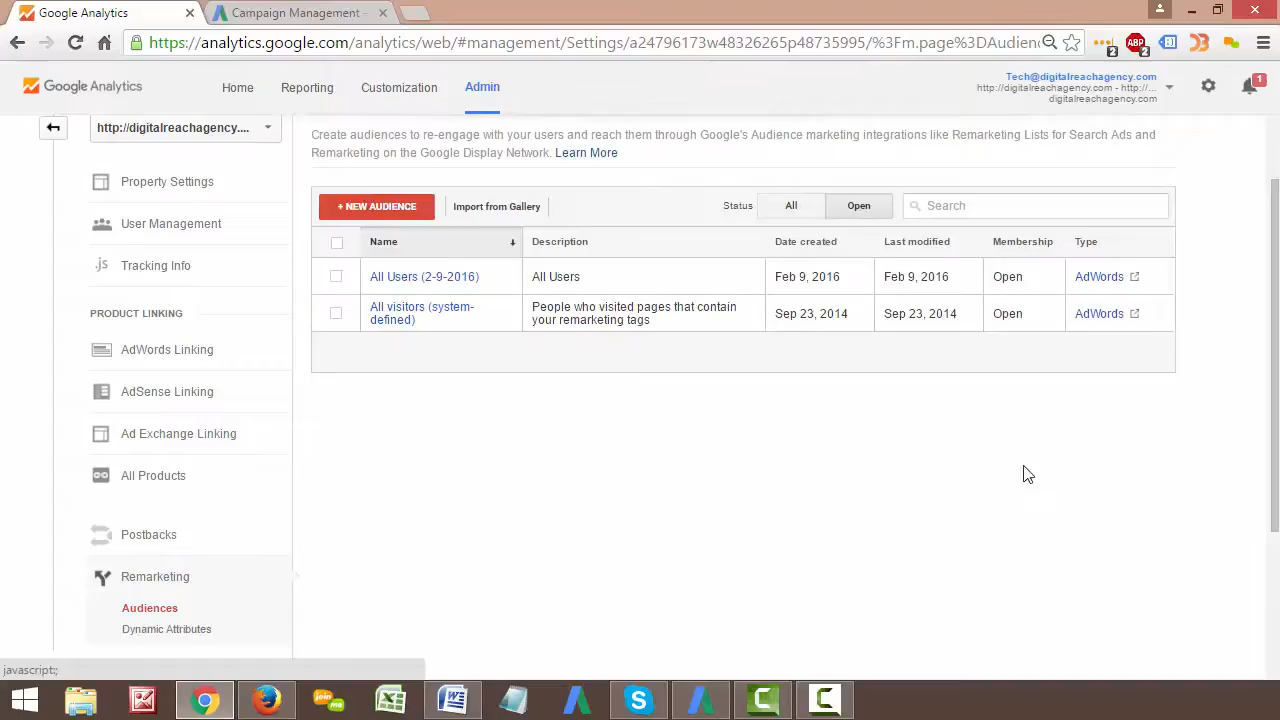 Google Analytics
Campaign Management -
https://analytics.google.com/analytics/web/#management/Settings/a24796173w48326265p48735995/%3Fm.page%3DAudien
2
ABP
2
Google Analytics
Home
Reporting
Customization
Admin
Tech@digitalreachagency.com
http://digitalreachagency.com - http://...
digitalreachagency.com
1
http://digitalreachagency....
Property Settings
User Management
.js Tracking Info
PRODUCT LINKING
AdWords Linking
AdSense Linking
Ad Exchange Linking
All Products
Postbacks
Remarketing
Audiences
Dynamic Attributes
Create audiences to re-engage with your users and reach them through Google's Audience marketing integrations like Remarketing Lists for Search Ads and
Remarketing on the Google Display Network. Learn More
+ NEW AUDIENCE
Import from Gallery
Status
All
Open
Search
Name
Description
Date created
Last modified
Membership
Type
All Users (2-9-2016)
All Users
Feb 9, 2016
Feb 9, 2016
Open
AdWords
All visitors (system-
defined)
People who visited pages that contain
your remarketing tags
Sep 23, 2014
Sep 23, 2014
Open
AdWords
javascript:;
join
me